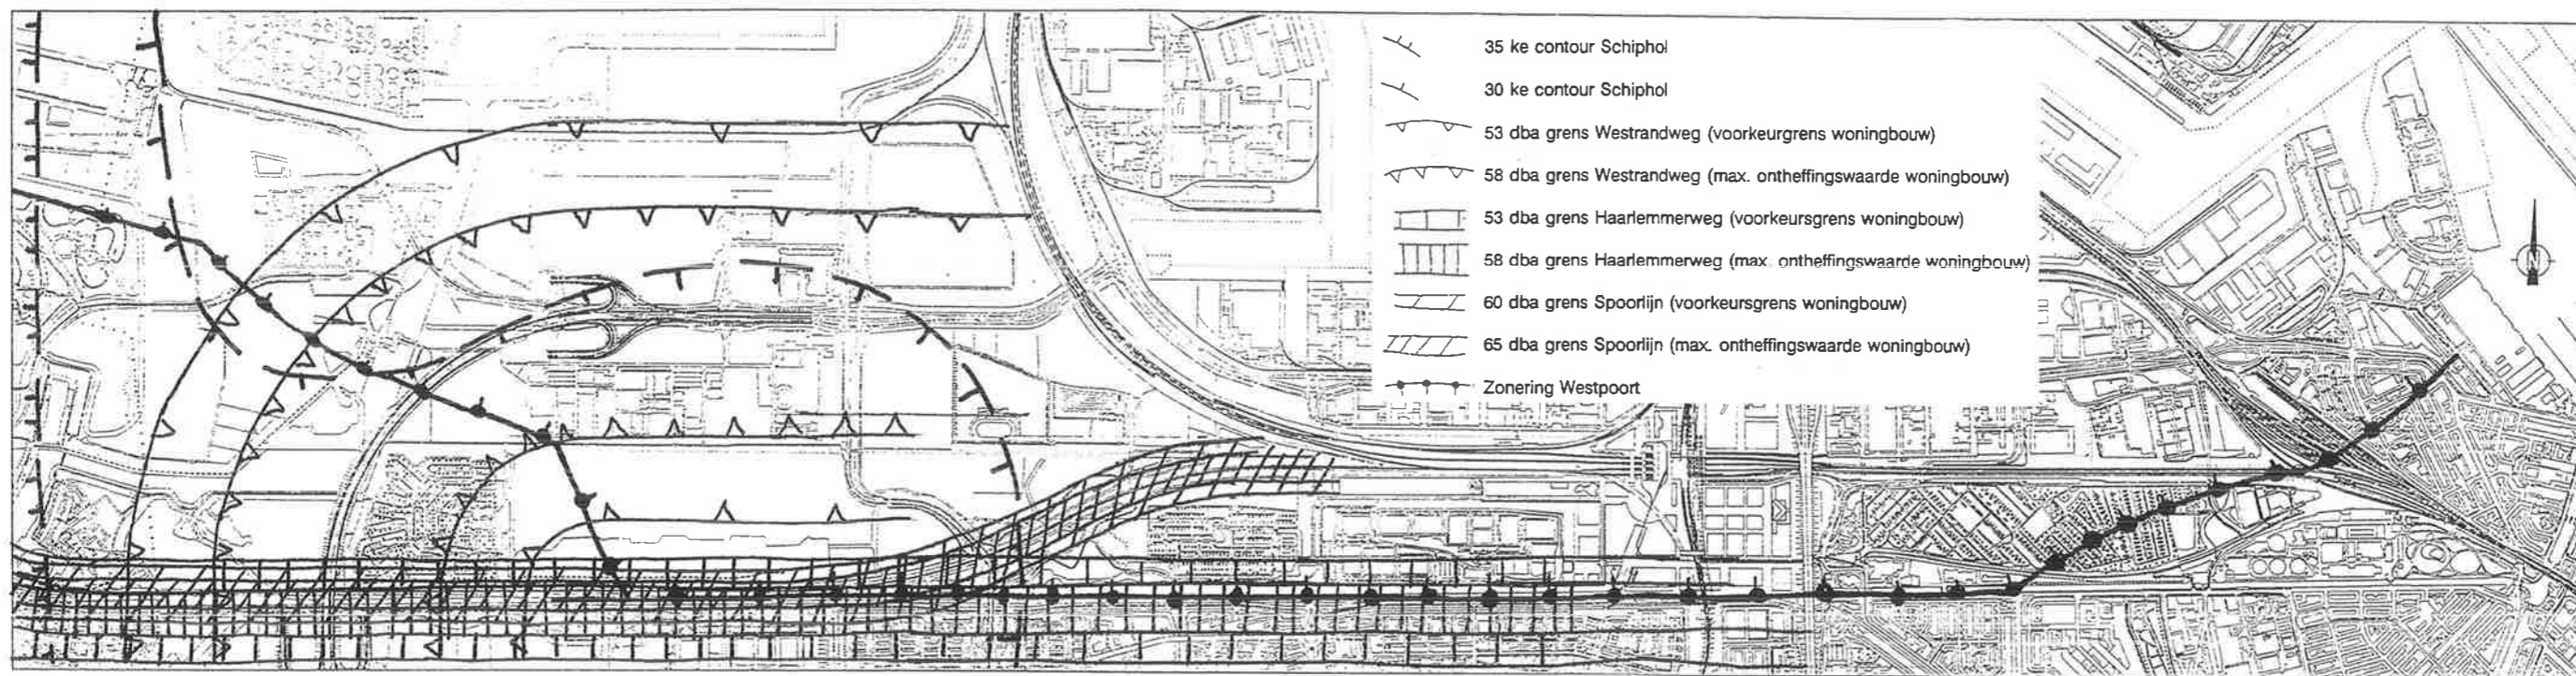 35 ke contour Schiphol
30 ke contour Schiphol
53 dba grens Westrandweg (voorkeurgrens woningbouw)
58 dba grens Westrandweg (max. ontheffingswaarde woningbouw)
53 dba grens Haarlemmerweg (voorkeursgrens woningbouw)
58 dba grens Haarlemmerweg (max. ontheffingswaarde woningbouw)
60 dba grens Spoorlijn (voorkeursgrens woningbouw)
65 dba grens Spoorlijn (max. ontheffingswaarde woningbouw)
Zonering Westpoort